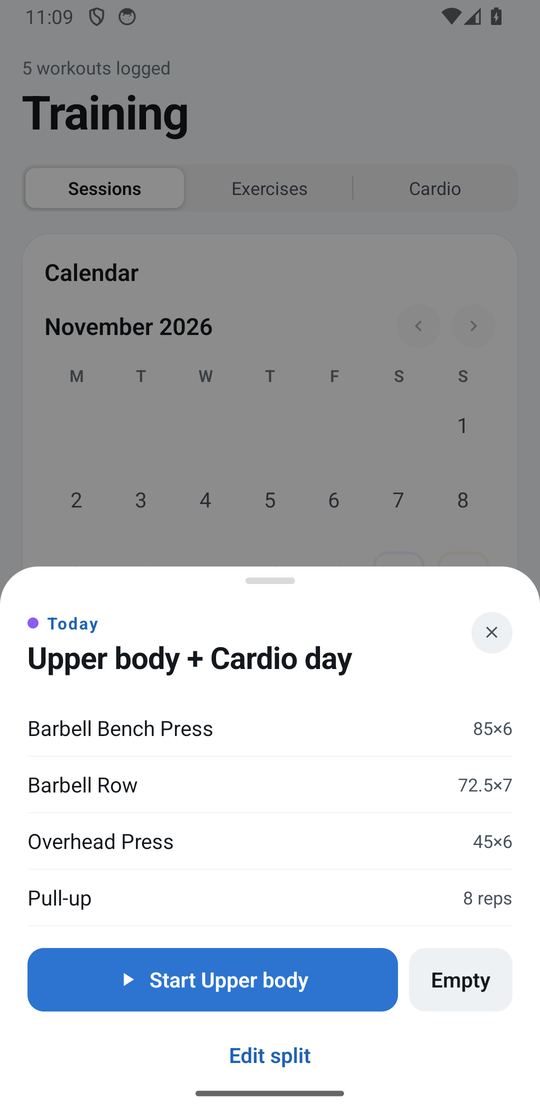 11:09
5 workouts logged
Training
Sessions Exercises Cardio
Calendar
November 2026
M T W T F S S
1
2 3 4 5 6 7 8
Today
Upper body + Cardio day
Barbell Bench Press 85×6
Barbell Row 72.5×7
Overhead Press 45×6
Pull-up 8 reps
Start Upper body Empty
Edit split